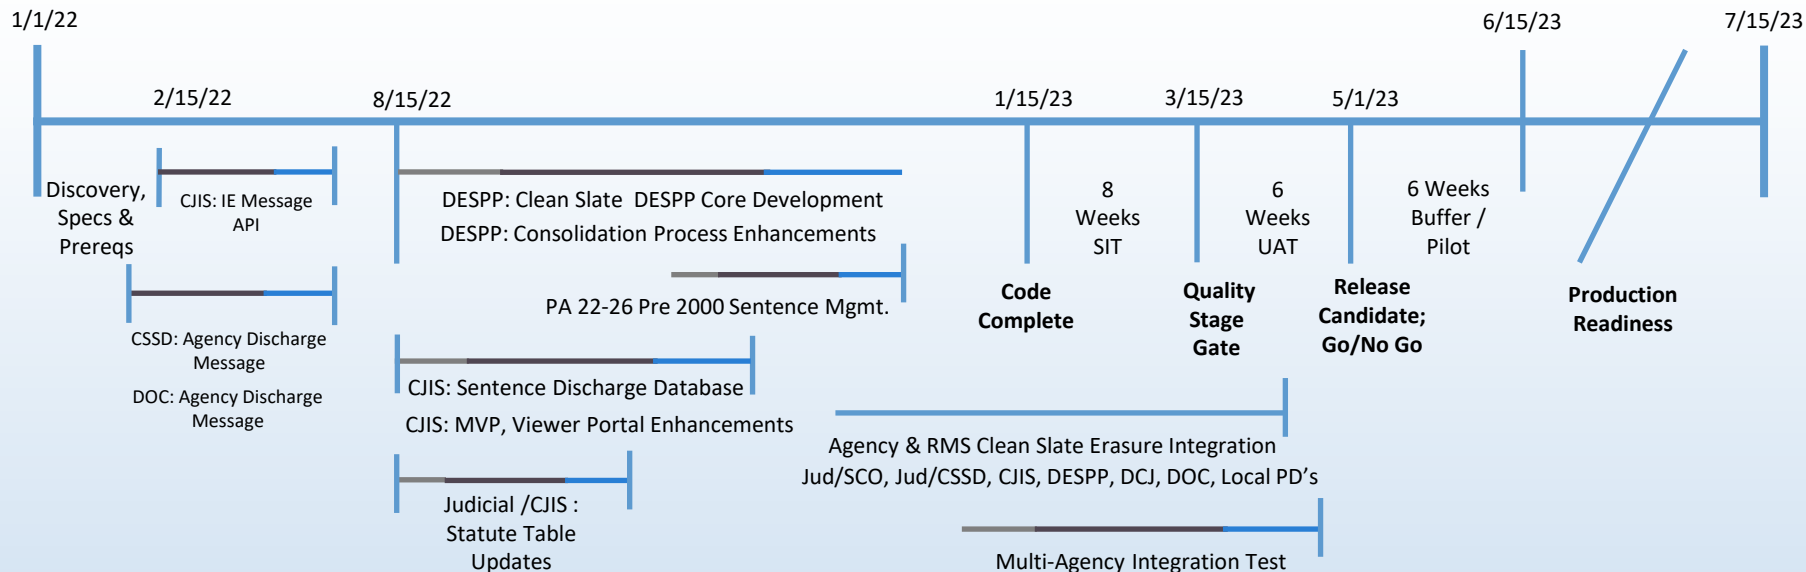 1/1/22
6/15/23
7/15/23
2/15/22
8/15/22
1/15/23
3/15/23
5/1/23
Discovery,
Specs &
Prereqs
CJIS: IE Message
API
CSSD: Agency Discharge
Message
DOC: Agency Discharge
Message
DESPP: Clean Slate DESPP Core Development
DESPP: Consolidation Process Enhancements
PA 22-26 Pre 2000 Sentence Mgmt.
CJIS: Sentence Discharge Database
CJIS: MVP, Viewer Portal Enhancements
Judicial /CJIS :
Statute Table
Updates
8
Weeks
SIT
6
Weeks
UAT
6 Weeks
Buffer /
Pilot
Code
Complete
Quality
Stage
Gate
Release
Candidate;
Go/No Go
Production
Readiness
Agency & RMS Clean Slate Erasure Integration
Jud/SCO, Jud/CSSD, CJIS, DESPP, DCJ, DOC, Local PD’s
Multi-Agency Integration Test